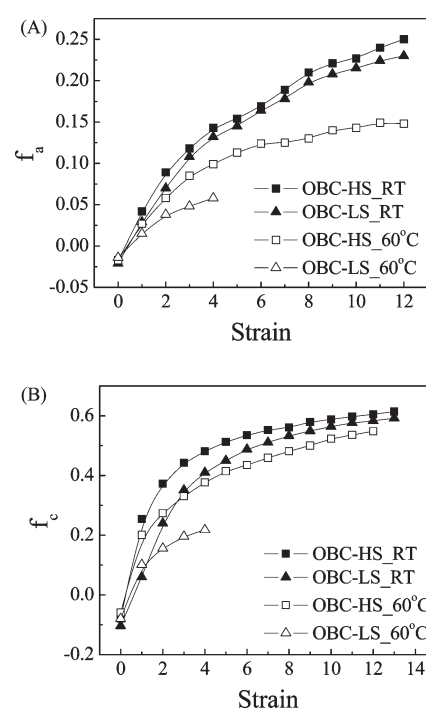 (A)
0.25
0.20
0.15
0.10
0.05
0.00
-0.05
f_a
OBC-HS_RT
OBC-LS_RT
OBC-HS_60°C
OBC-LS_60°C
0 2 4 6 8 10 12
Strain
(B)
0.6
0.4
0.2
0.0
-0.2
f_c
OBC-HS_RT
OBC-LS_RT
OBC-HS_60°C
OBC-LS_60°C
0 2 4 6 8 10 12 14
Strain